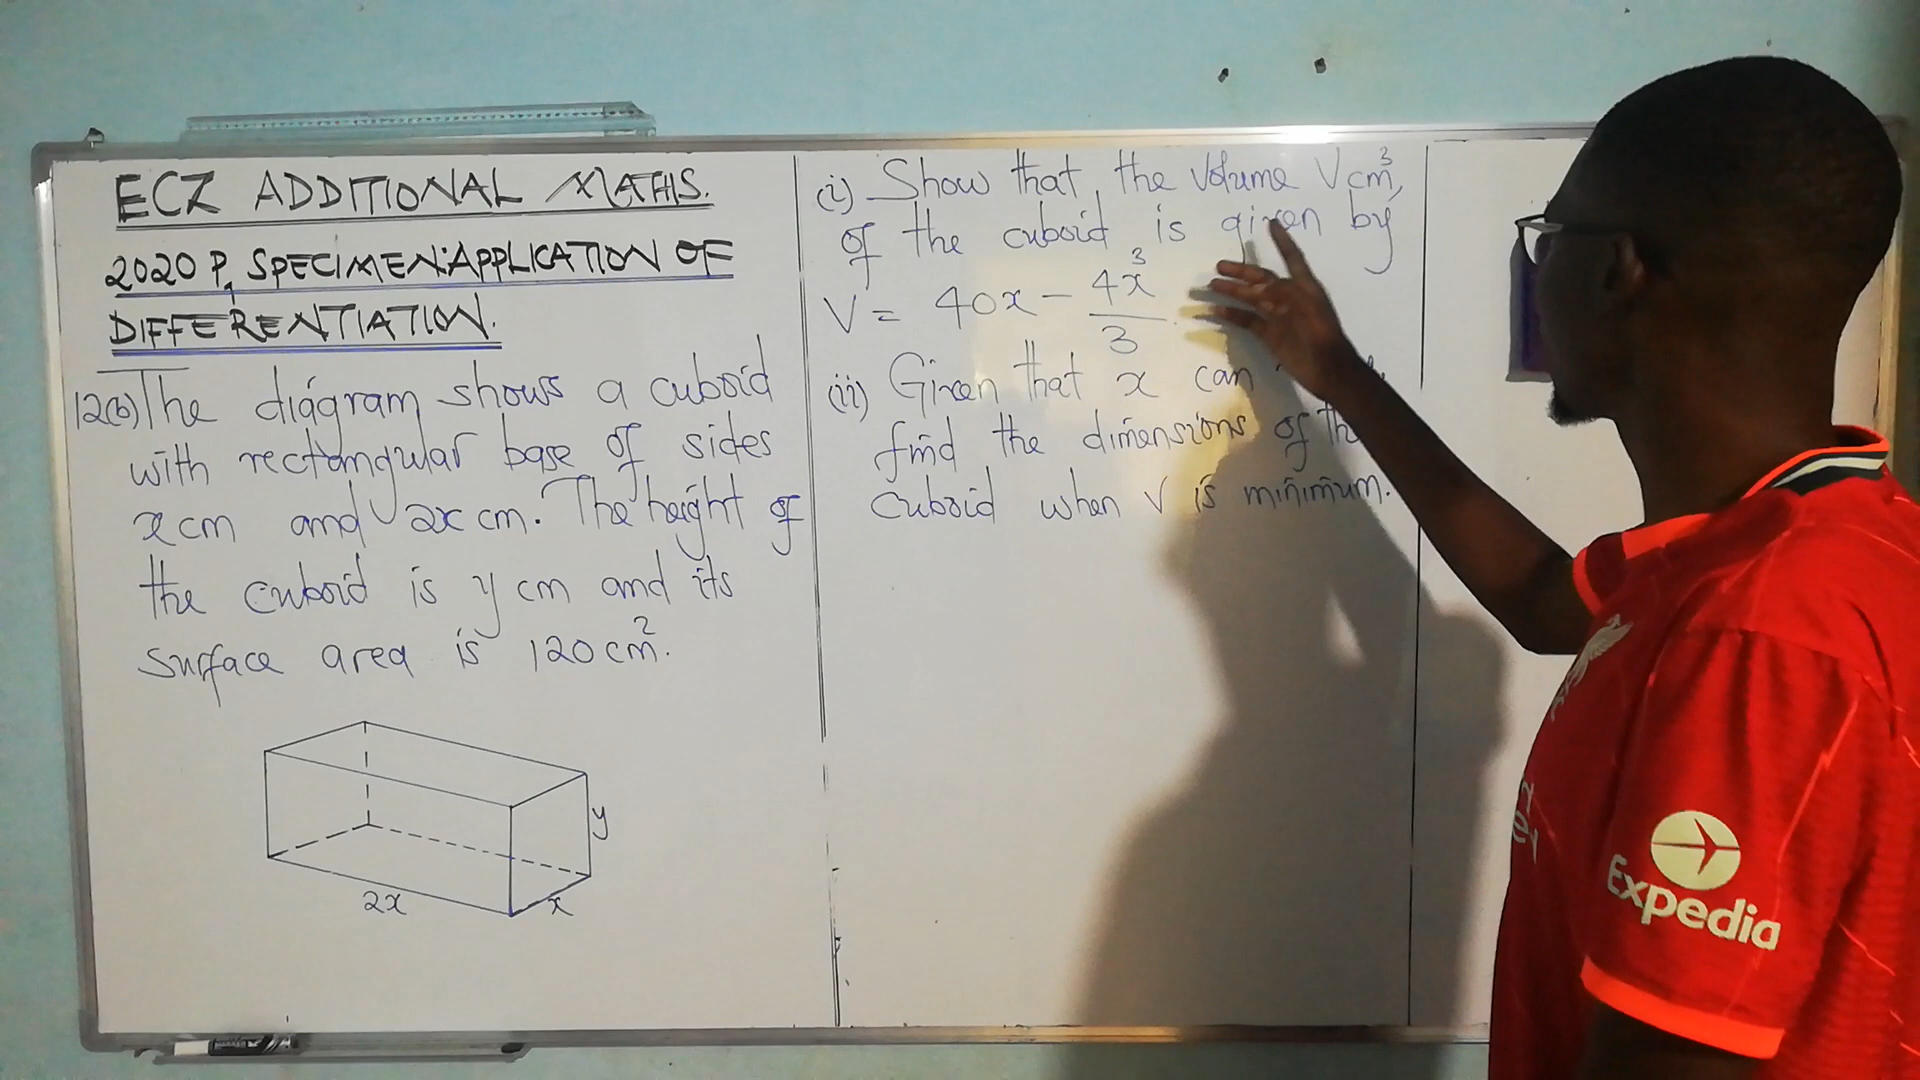 ECZ ADDITIONAL MATHS.
2020 P1 SPECIMEN: APPLICATION OF
DIFFERENTIATION.
12(b) The diagram shows a cuboid
with rectangular base of sides
x cm and 2x cm. The height of
the cuboid is y cm and its
surface area is 120 cm².
y
2x
x
(i) Show that, the volume V cm³,
of the cuboid is given by
V = 40x - 4x³/3
(ii) Given that x can
find the dimensions of the
cuboid when V is minimum.
Expedia